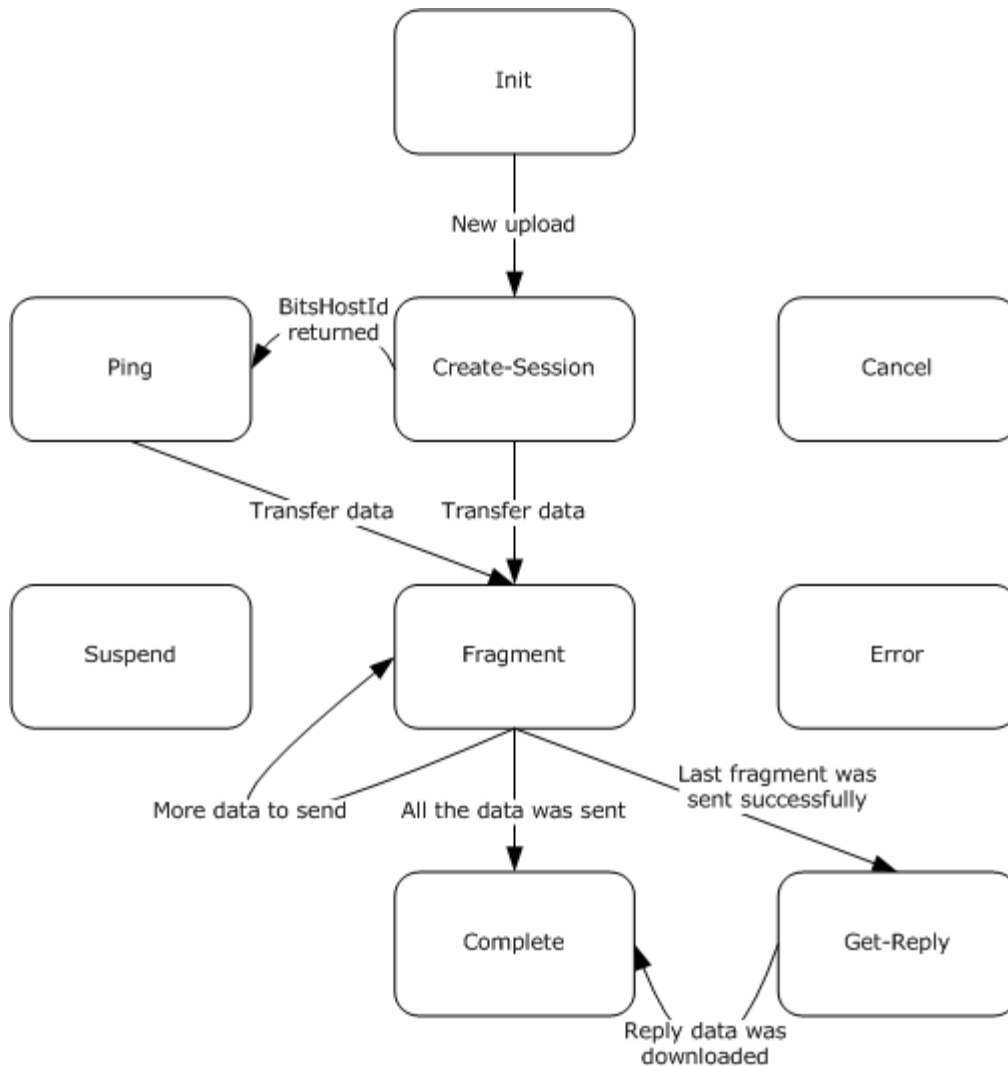 Init
New upload
BitsHostId
returned
Ping
Create-Session
Cancel
Transfer data
Transfer data
Suspend
Fragment
Error
Last fragment was
sent successfully
More data to send
All the data was sent
Complete
Get-Reply
Reply data was
downloaded